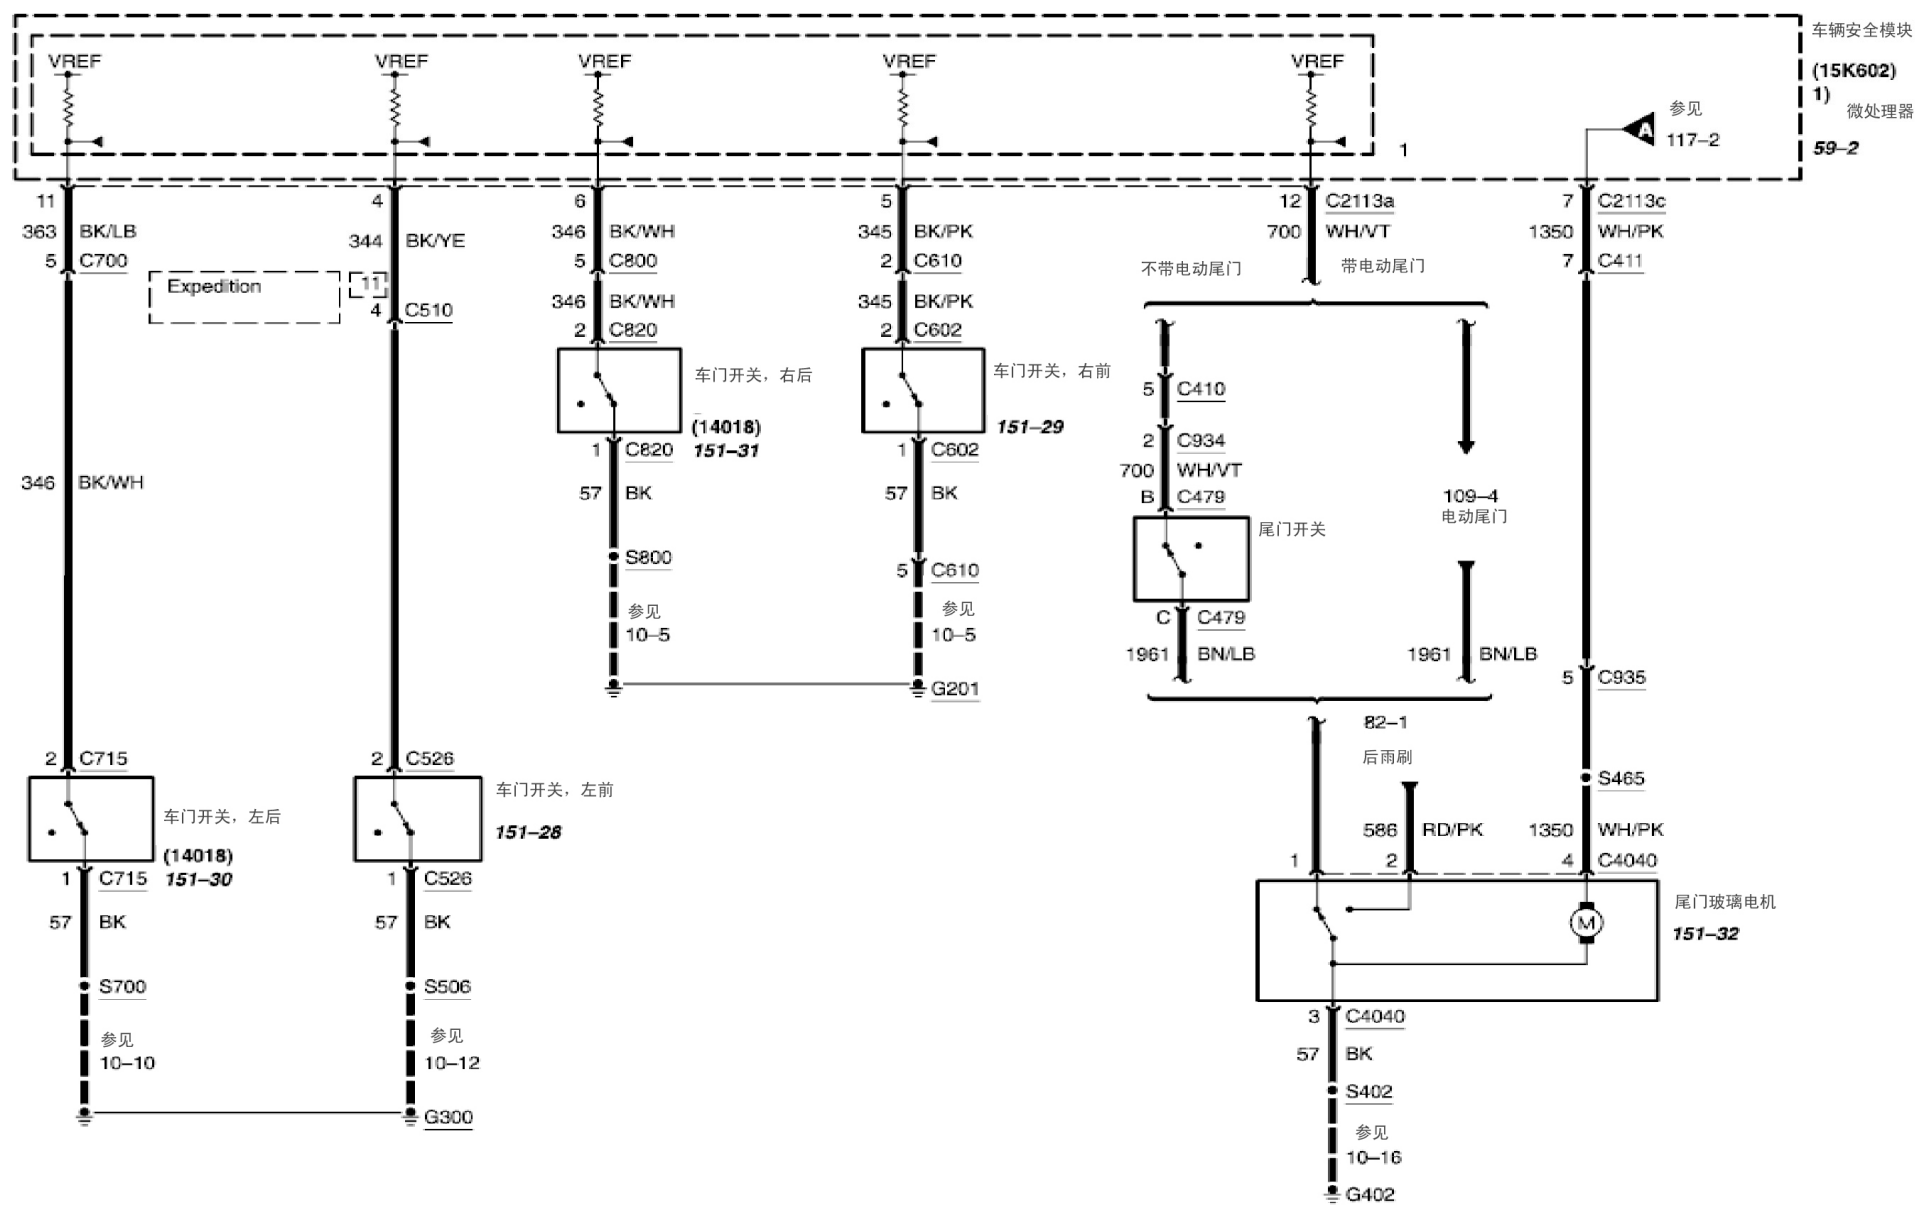 VREF VREF VREF VREF VREF
车辆安全模块
(15K602)
1) 微处理器
59–2
参见
117–2
A
1
11 4 6 5 12 C2113a 7 C2113c
363 BK/LB 344 BK/YE 346 BK/WH 345 BK/PK 700 WH/VT 1350 WH/PK
5 C700 5 C800 2 C610 7 C411
不带电动尾门 带电动尾门
Expedition 11
4 C510
346 BK/WH 345 BK/PK
2 C820 2 C602
车门开关，右后
(14018)
151–31
车门开关，右前
151–29
5 C410
2 C934
700 WH/VT
B C479
尾门开关
109–4
电动尾门
1 C820 1 C602
346 BK/WH
57 BK 57 BK
S800
5 C610
参见
10–5
参见
10–5
G201
C C479
1961 BN/LB 1961 BN/LB
5 C935
82–1
后雨刷
S465
2 C715 2 C526
车门开关，左后
(14018)
151–30
车门开关，左前
151–28
586 RD/PK 1350 WH/PK
1 2 4 C4040
尾门玻璃电机
151–32
M
1 C715 1 C526
57 BK 57 BK
S700 S506
参见
10–10
参见
10–12
G300
3 C4040
57 BK
S402
参见
10–16
G402